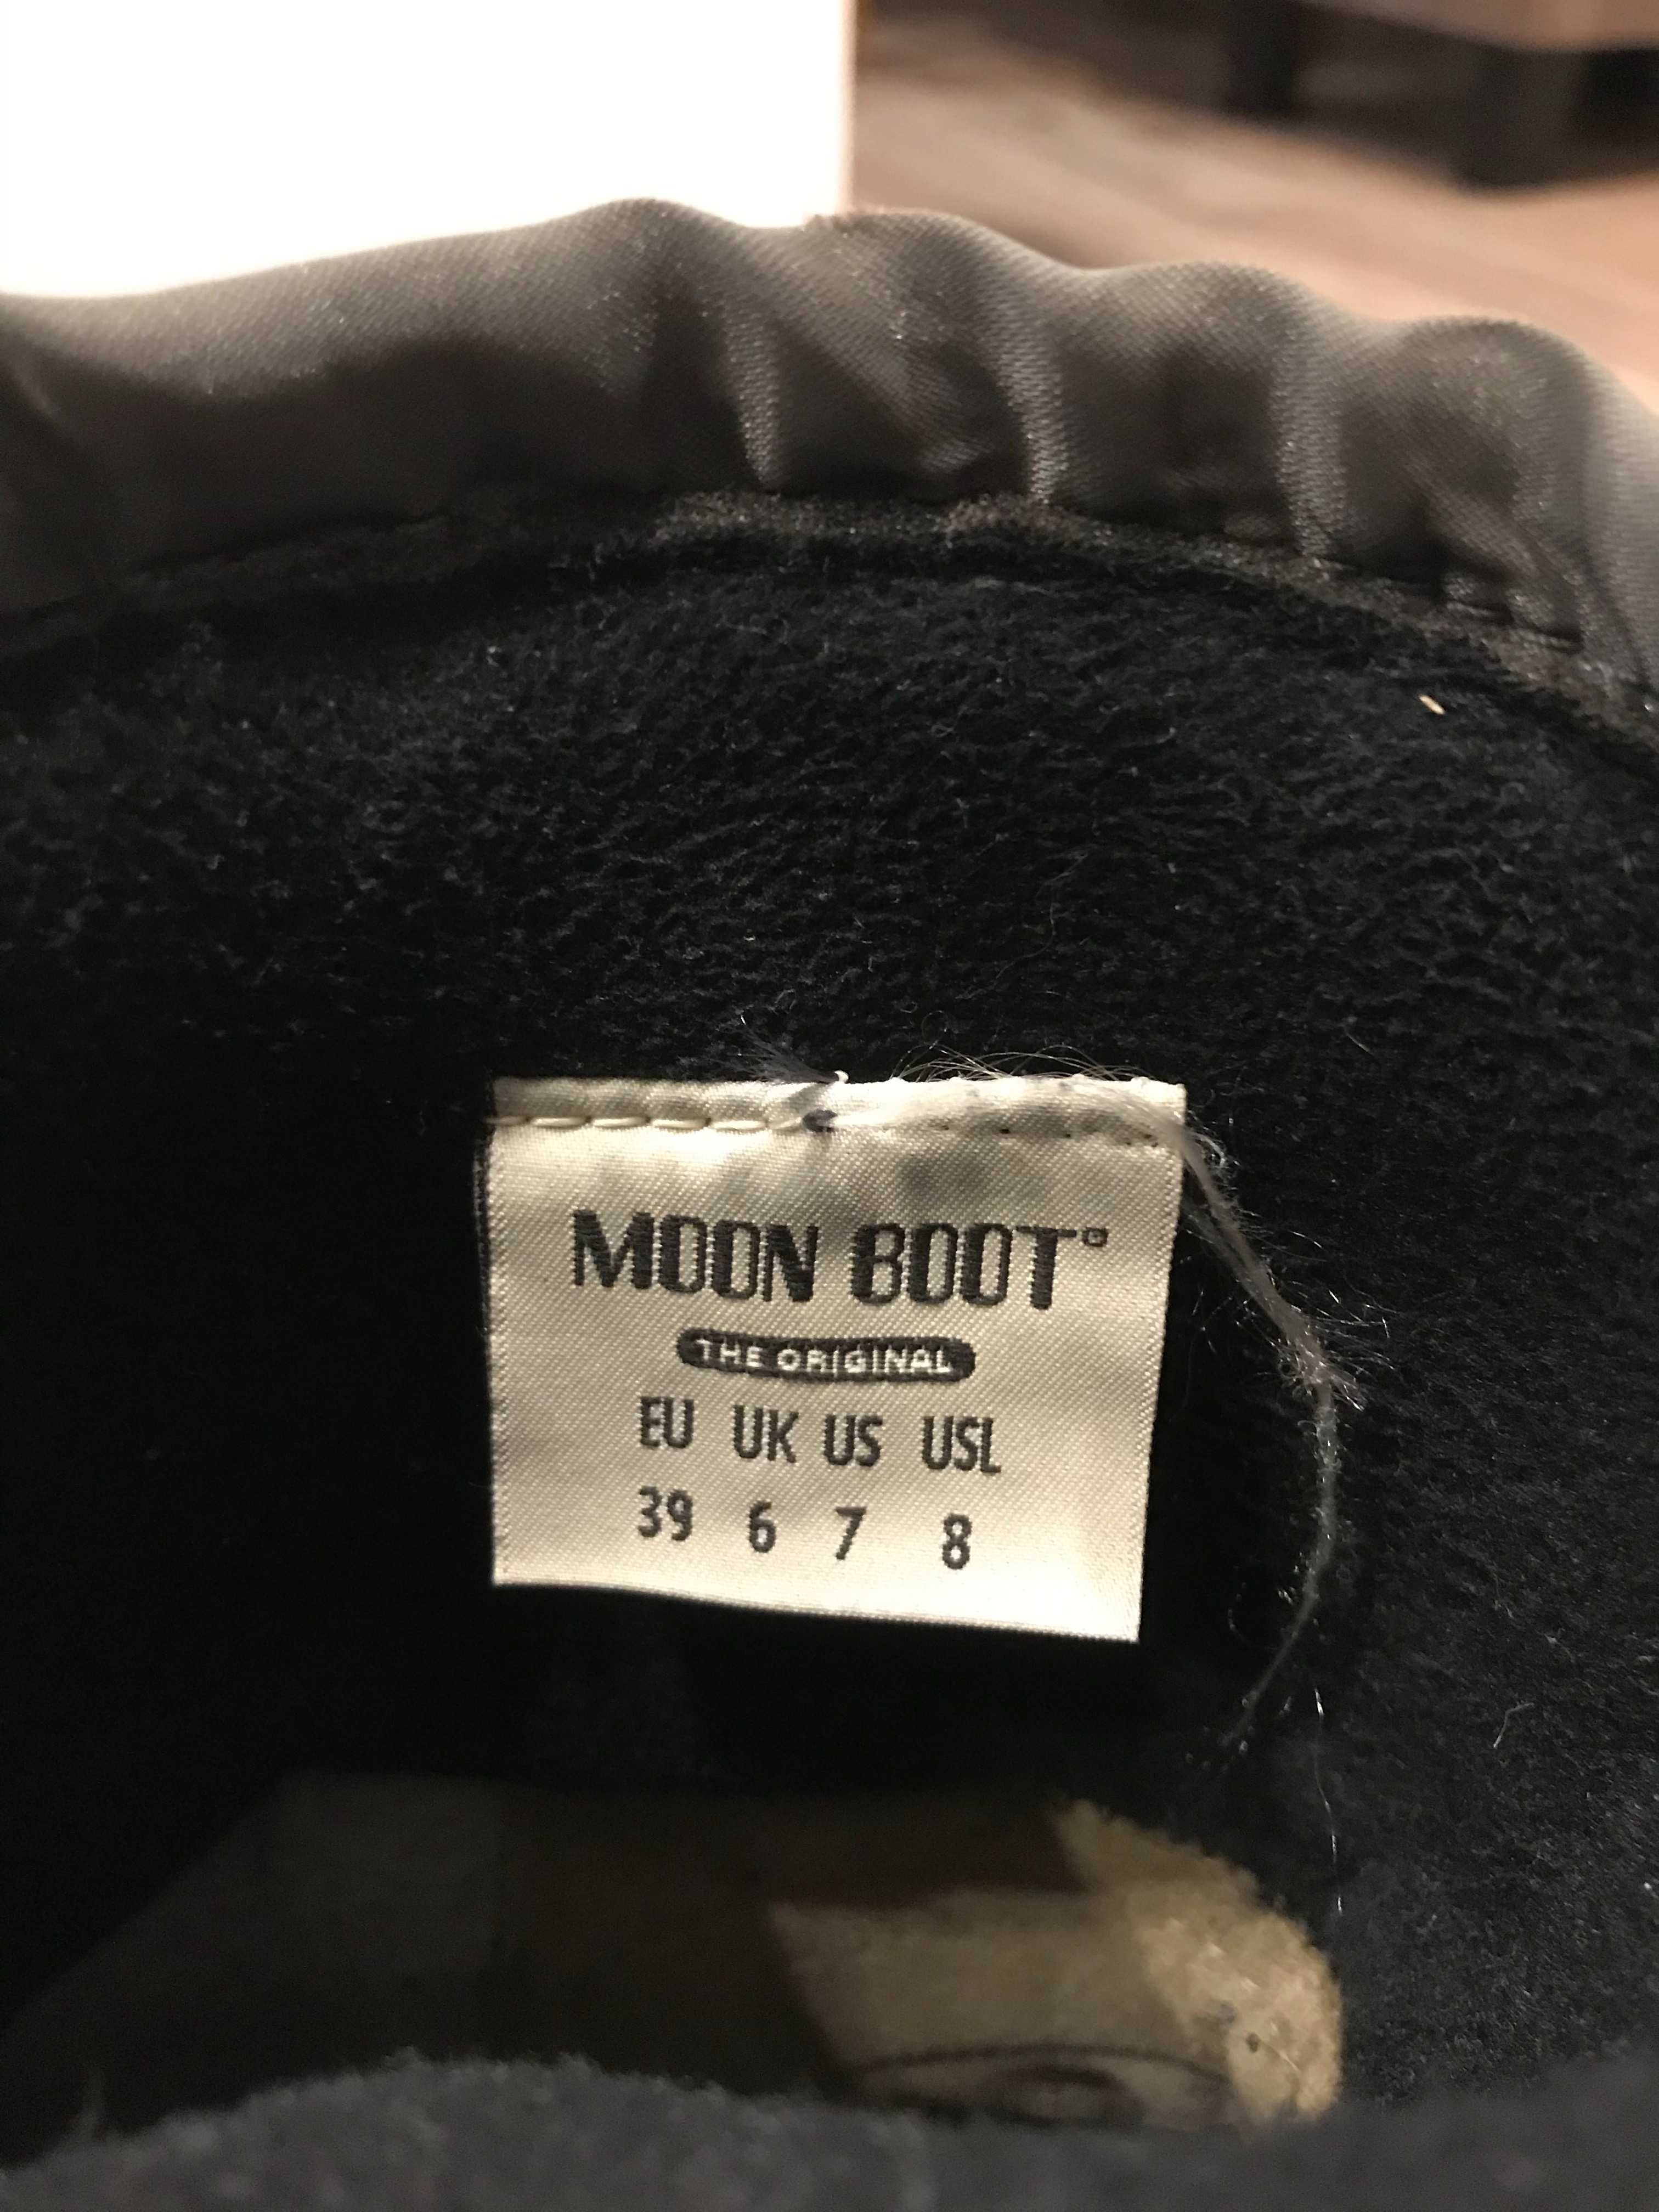 MOON BOOT®
THE ORIGINAL
EU UK US USL
39 6 7 8